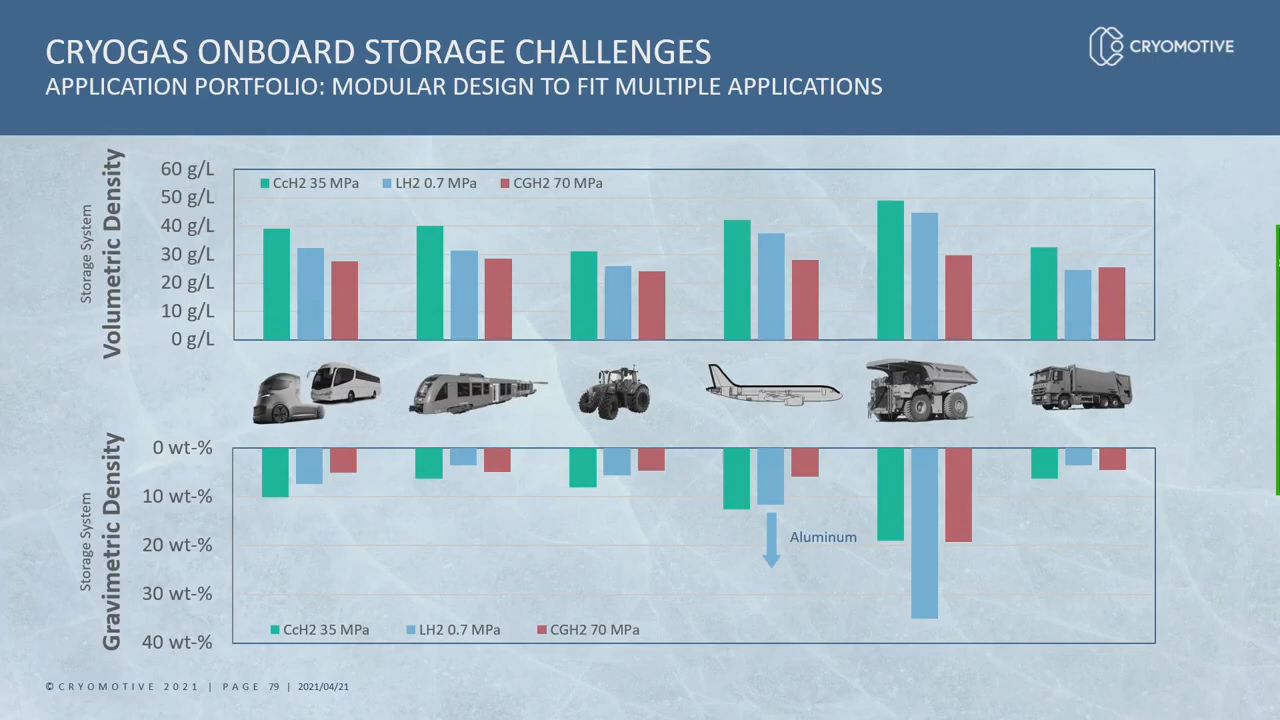 CRYOGAS ONBOARD STORAGE CHALLENGES
APPLICATION PORTFOLIO: MODULAR DESIGN TO FIT MULTIPLE APPLICATIONS
CRYOMOTIVE
Storage System
Volumetric Density
60 g/L
50 g/L
40 g/L
30 g/L
20 g/L
10 g/L
0 g/L
CcH2 35 MPa LH2 0.7 MPa CGH2 70 MPa
Storage System
Gravimetric Density
0 wt-%
10 wt-%
20 wt-%
30 wt-%
40 wt-%
Aluminum
CcH2 35 MPa LH2 0.7 MPa CGH2 70 MPa
© CRYOMOTIVE 2021 | PAGE 79 | 2021/04/21